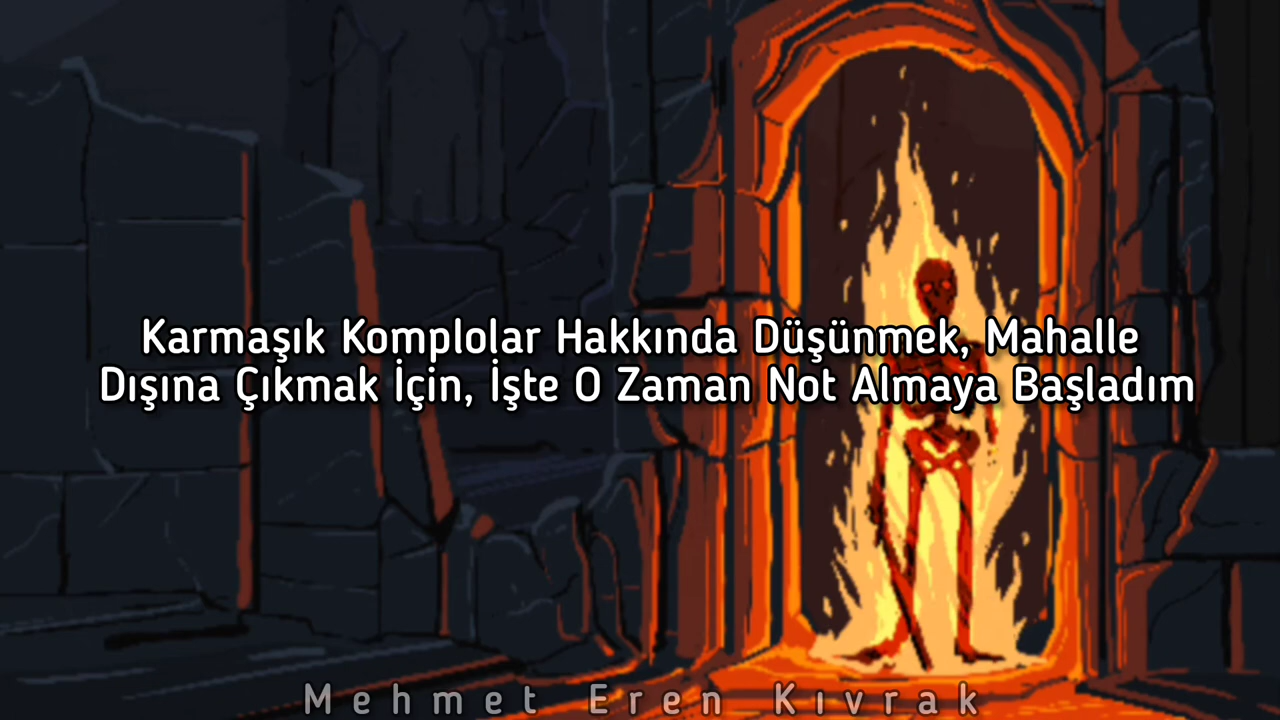 Karmaşık Komplolar Hakkında Düşünmek, Mahalle
Dışına Çıkmak İçin, İşte O Zaman Not Almaya Başladım
Mehmet Eren Kıvrak